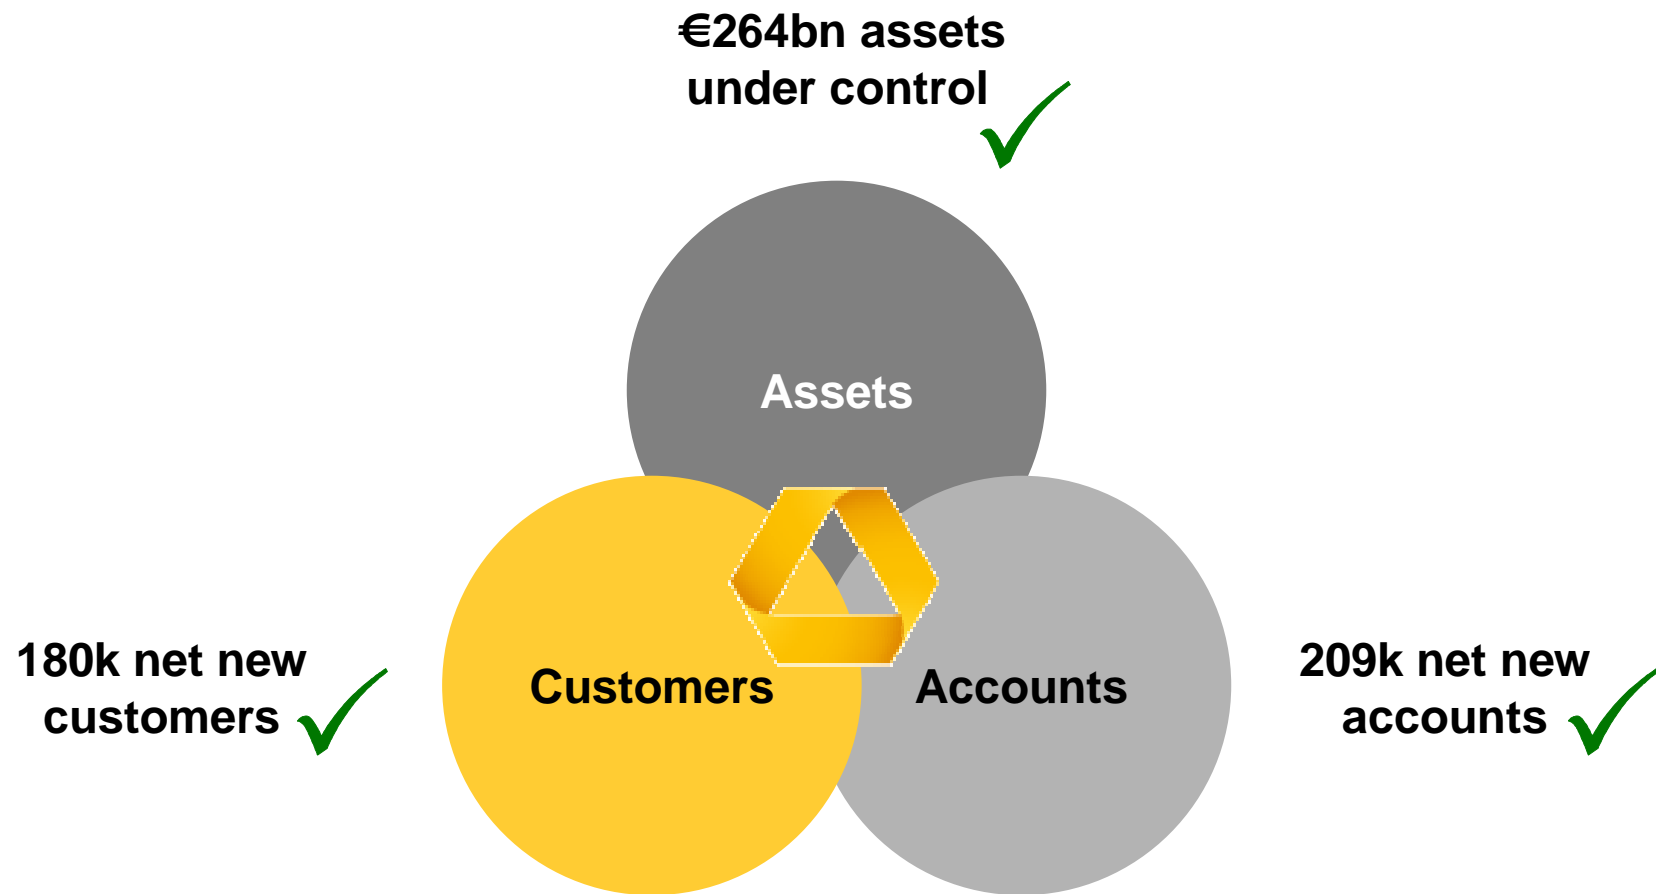 €264bn assets
under control
Assets
180k net new
customers
Customers
Accounts
209k net new
accounts